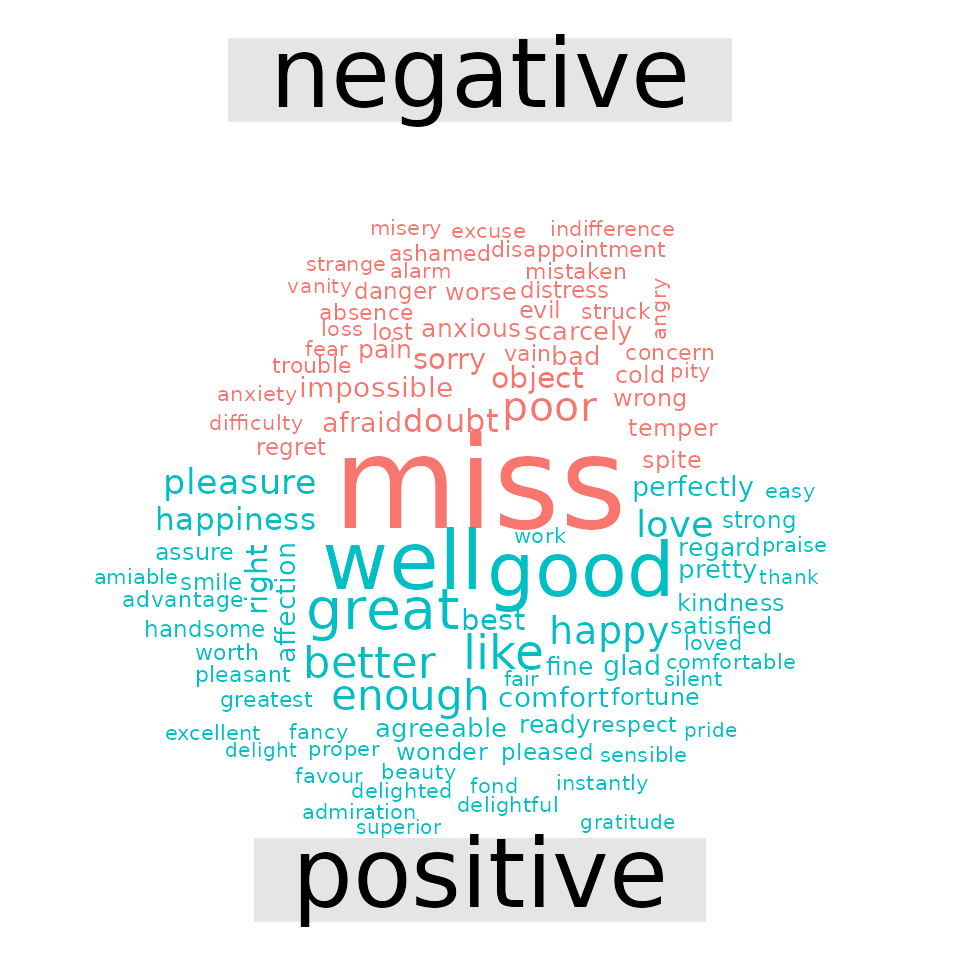 negative
misery excuse indifference
ashamed disappointment
strange alarm mistaken
vanity danger worse distress angry
absence evil struck
loss lost anxious scarcely
fear pain sorry vain bad concern
trouble object cold pity
anxiety impossible poor wrong
difficulty afraid doubt temper
regret miss spite
pleasure perfectly easy
happiness love strong
work
assure well good regard praise
amiable smile right affection pretty thank
advantage great best kindness
handsome happy satisfied
worth like loved
pleasant better fine glad comfortable
fair silent
greatest enough comfort fortune
excellent fancy agreeable ready respect pride
delight proper wonder pleased sensible
favour beauty
delighted fond instantly
admiration delightful
superior gratitude
positive